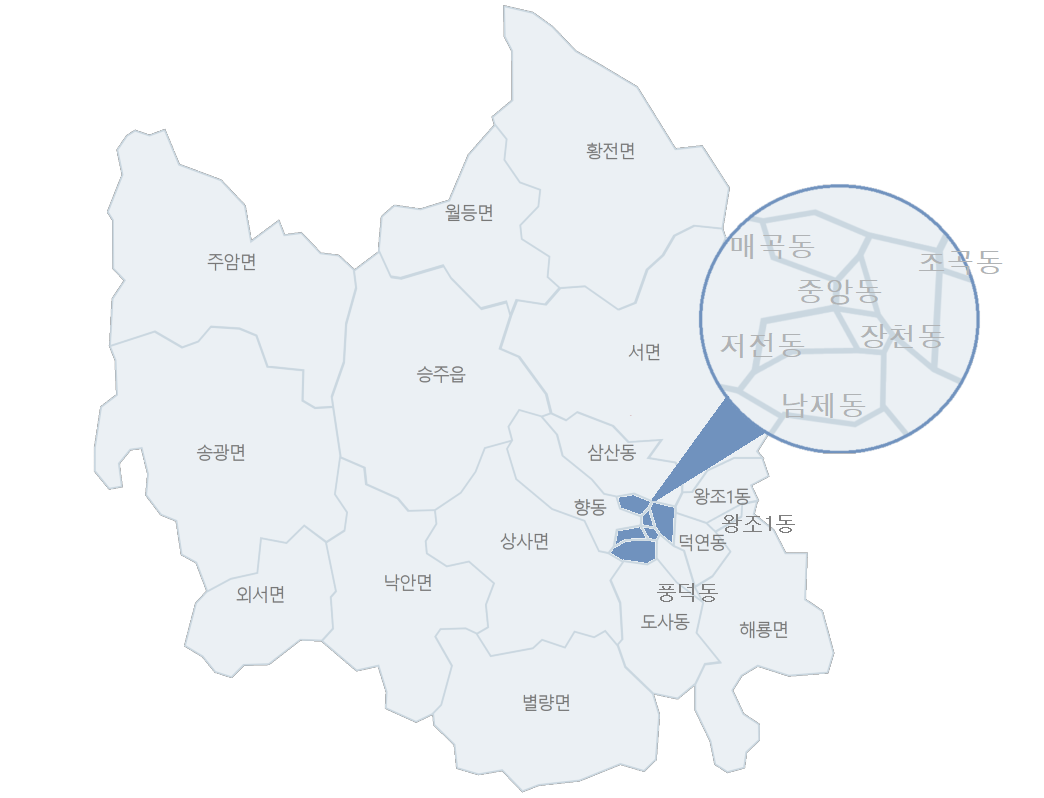 황전면
월등면
주암면
매곡동
조곡동
중앙동
저전동
장천동
서면
승주읍
남제동
송광면
삼산동
왕조1동
향동
왕조1동
상사면
덕연동
낙안면
외서면
풍덕동
도사동
해룡면
별량면